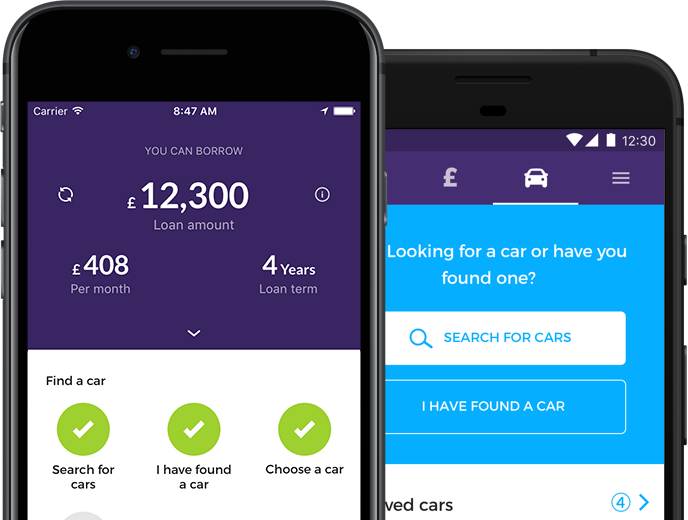 Carrier 8:47 AM
YOU CAN BORROW
£ 12,300
Loan amount
£ 408
Per month
4 Years
Loan term
Find a car
Search for
cars
I have found
a car
Choose a car
12:30
£
Looking for a car or have you
found one?
SEARCH FOR CARS
I HAVE FOUND A CAR
ved cars
4